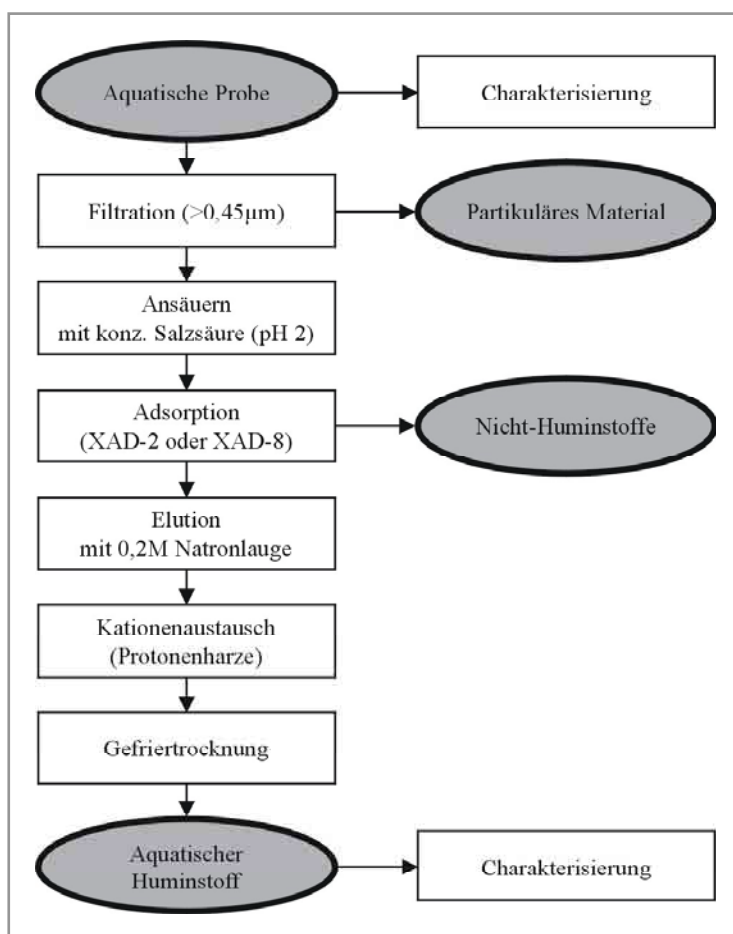 Aquatische Probe
Charakterisierung
Filtration (>0,45µm)
Partikuläres Material
Ansäuern
mit konz. Salzsäure (pH 2)
Adsorption
(XAD-2 oder XAD-8)
Nicht-Huminstoffe
Elution
mit 0,2M Natronlauge
Kationenaustausch
(Protonenharze)
Gefriertrocknung
Aquatischer
Huminstoff
Charakterisierung